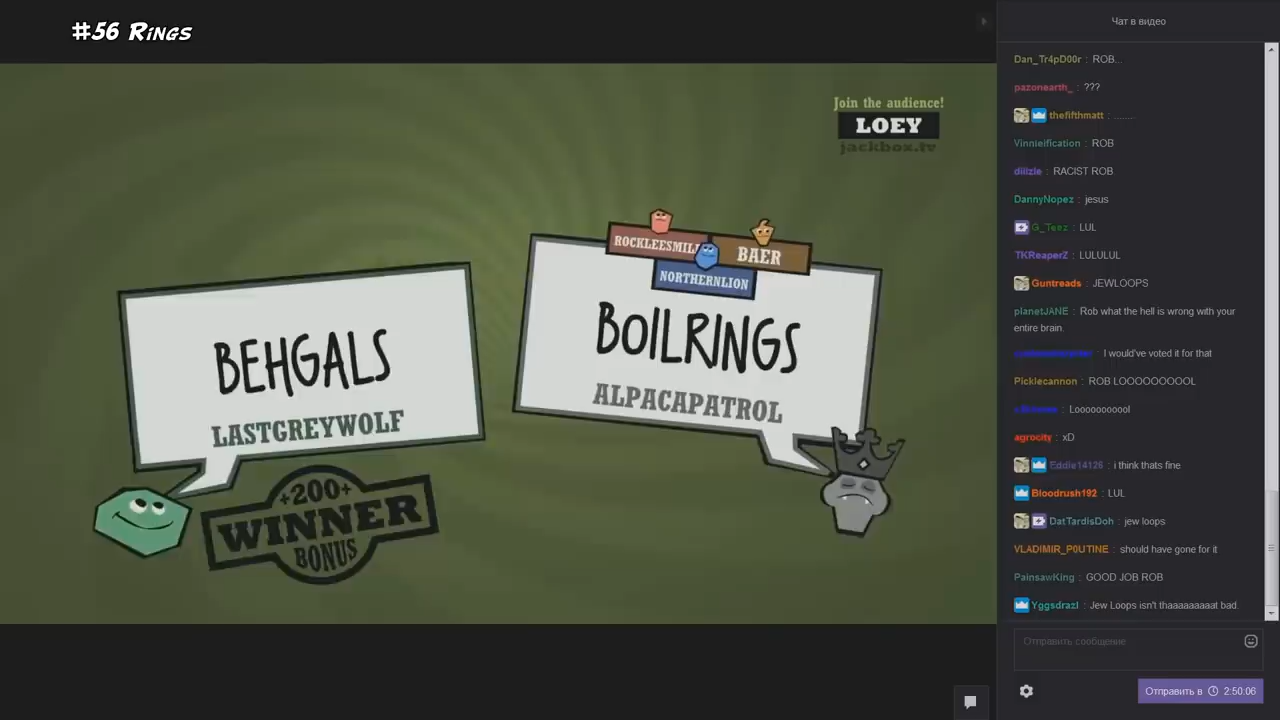 #56 Rings
Join the audience!
LOEY
jackbox.tv
ROCKLEESMILE
BAER
NORTHERNLION
BEHGALS
LASTGREYWOLF
BOILRINGS
ALPACAPATROL
+200+
WINNER
BONUS
Чат в видео
Dan_Tr4pD00r : ROB...
pazonearth_ : ???
thefifthmatt : .......
Vinnieification : ROB
dilizle : RACIST ROB
DannyNopez : jesus
G_Teez : LUL
TKReaperZ : LULULUL
Guntreads : JEWLOOPS
planetJANE : Rob what the hell is wrong with your
entire brain.
: I would've voted it for that
Picklecannon : ROB LOOOOOOOOOL
: Loooooooool
agrocity : xD
Eddie14126 : i think thats fine
Bloodrush192 : LUL
DatTardisDoh : jew loops
VLADIMIR_P0UTINE : should have gone for it
PainsawKing : GOOD JOB ROB
Yggsdrazl : Jew Loops isn't thaaaaaaaaat bad.
Отправить сообщение
Отправить в 2:50:06